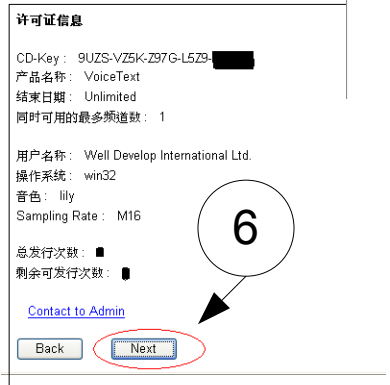 许可证信息
CD-Key : 9UZS-VZ5K-Z97G-L5Z9-
产品名称 : VoiceText
结束日期 : Unlimited
同时可用的最多频道数 : 1
用户名称 : Well Develop International Ltd.
操作系统 : win32
音色 : lily
Sampling Rate : M16
6
总发行次数 :
剩余可发行次数 :
Contact to Admin
Back Next